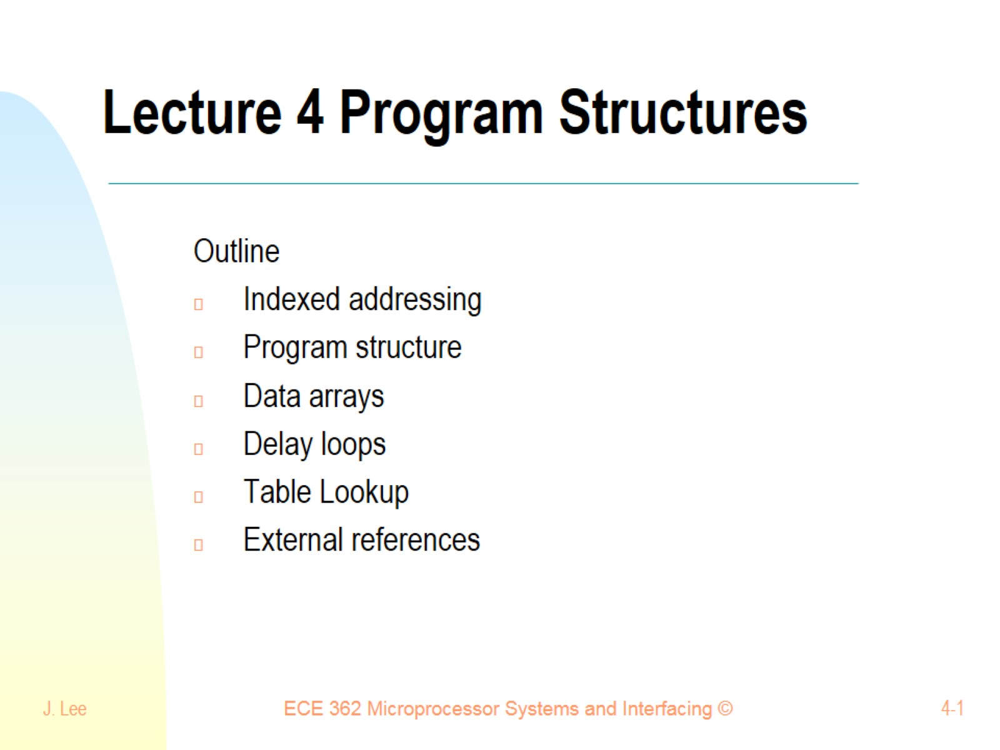 Lecture 4 Program Structures
Outline
Indexed addressing
Program structure
Data arrays
Delay loops
Table Lookup
External references
J. Lee
ECE 362 Microprocessor Systems and Interfacing ©
4-1